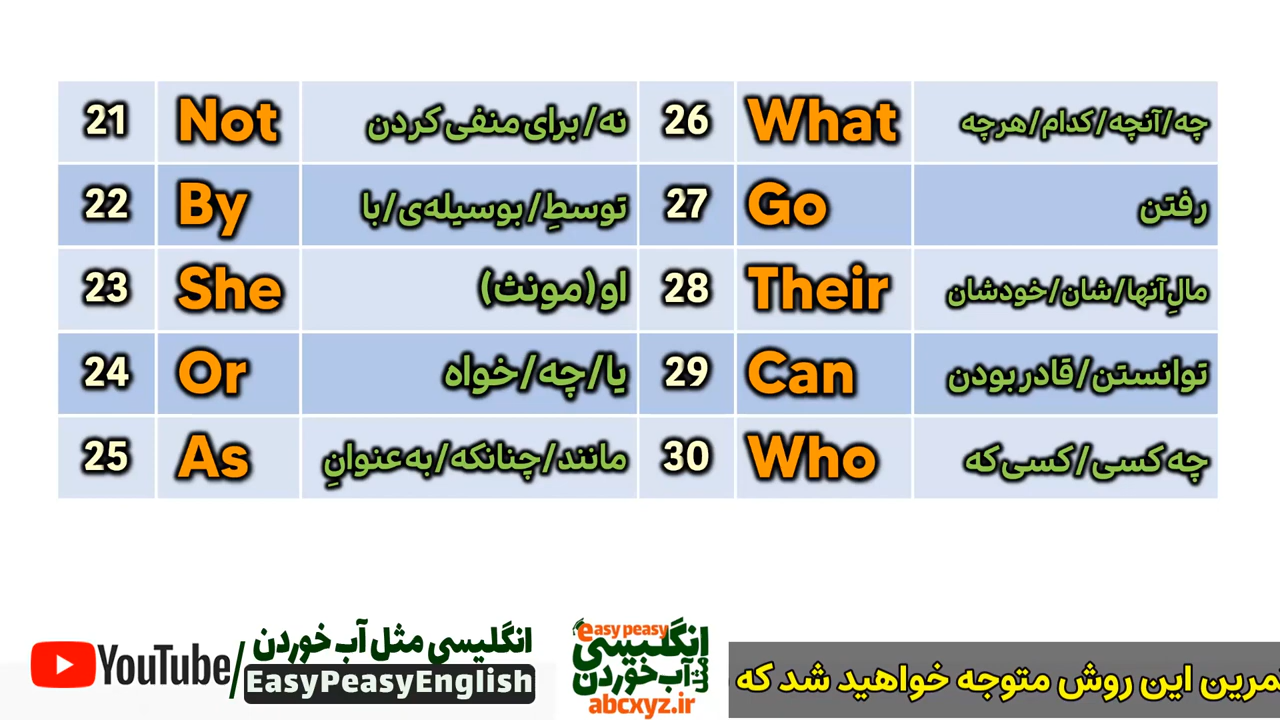 21 Not نه/برای منفی کردن 26 What چه/آنچه/کدام/هرچه
22 By توسطِ/بوسیله‌ی/با 27 Go رفتن
23 She او(مونث) 28 Their مالِ آنها/شان/خودشان
24 Or یا/چه/خواه 29 Can توانستن/قادر بودن
25 As مانند/چنانکه/به عنوانِ 30 Who چه کسی/کسی که
YouTube/انگلیسی مثل آب خوردن
EasyPeasyEnglish
easy peasy
انگلیسی
مثل آب خوردن
abcxyz.ir
این روش متوجه خواهید شد که